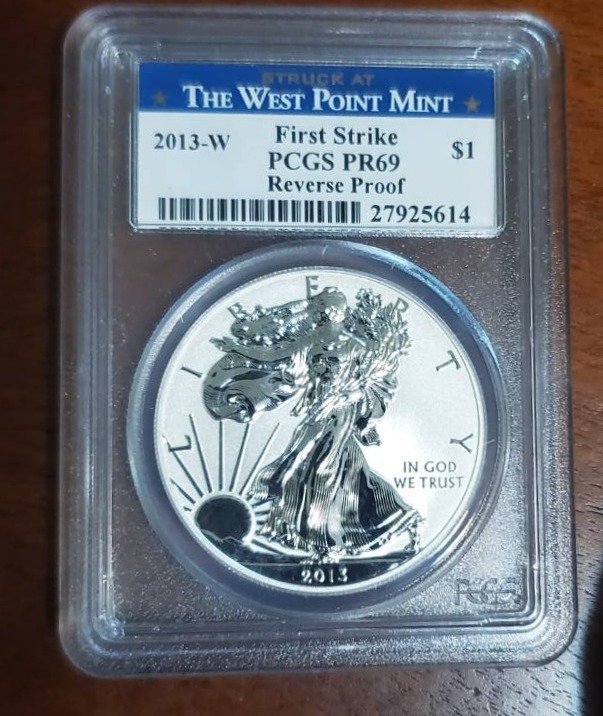 STRUCK AT
THE WEST POINT MINT
2013-W First Strike $1
PCGS PR69
Reverse Proof
27925614
LIBERTY
IN GOD
WE TRUST
2013
PCGS